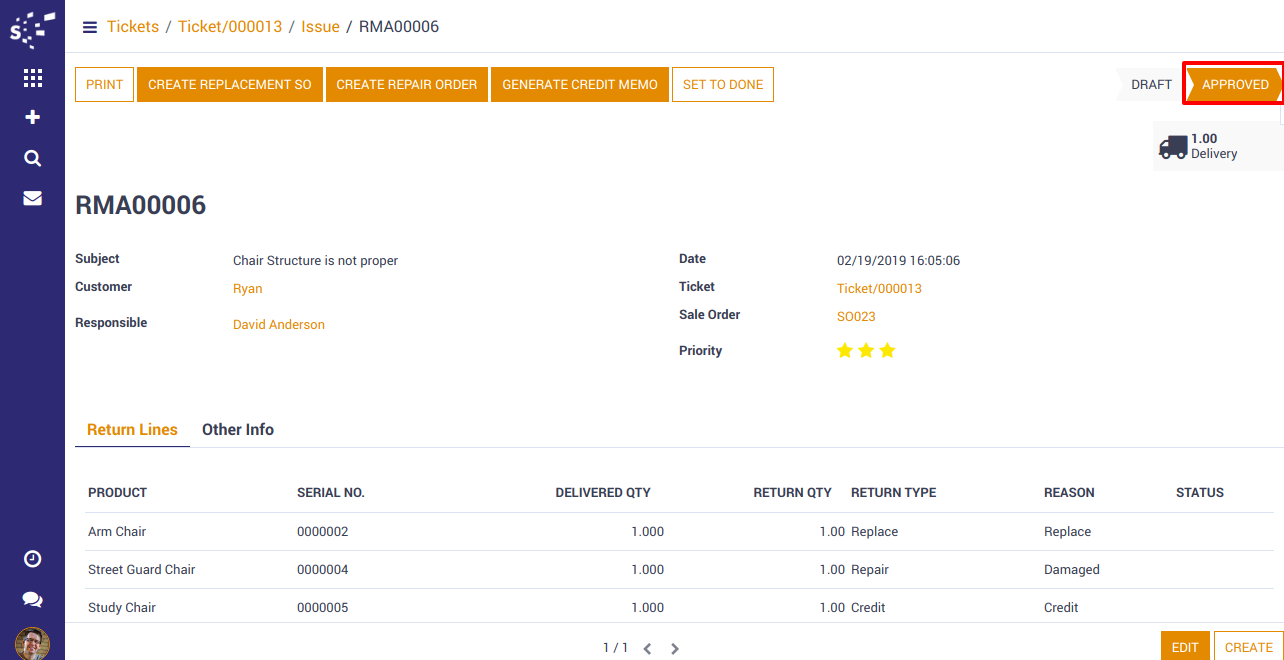 Tickets / Ticket/000013 / Issue / RMA00006
PRINT CREATE REPLACEMENT SO CREATE REPAIR ORDER GENERATE CREDIT MEMO SET TO DONE DRAFT APPROVED
1.00
Delivery
RMA00006
Subject Chair Structure is not proper
Customer Ryan
Responsible David Anderson
Date 02/19/2019 16:05:06
Ticket Ticket/000013
Sale Order SO023
Priority
Return Lines Other Info
PRODUCT SERIAL NO. DELIVERED QTY RETURN QTY RETURN TYPE REASON STATUS
Arm Chair 0000002 1.000 1.00 Replace Replace
Street Guard Chair 0000004 1.000 1.00 Repair Damaged
Study Chair 0000005 1.000 1.00 Credit Credit
1 / 1 EDIT CREATE